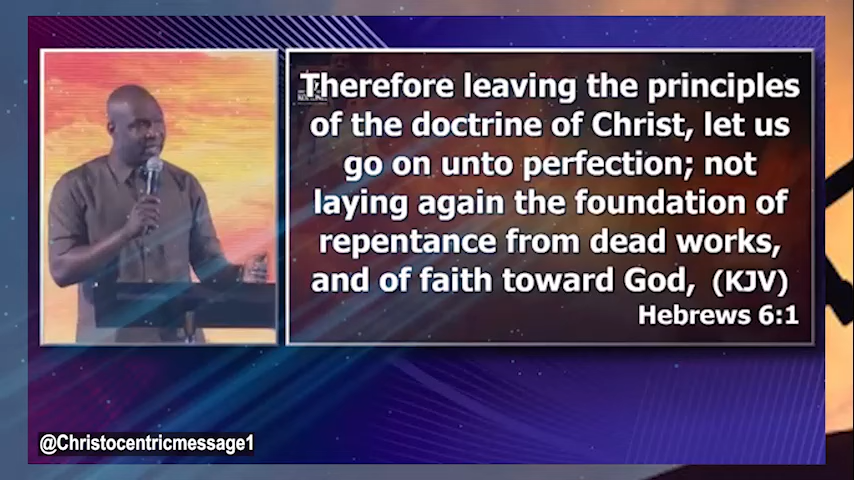 Therefore leaving the principles
of the doctrine of Christ, let us
go on unto perfection; not
laying again the foundation of
repentance from dead works,
and of faith toward God, (KJV)
Hebrews 6:1
@Christocentricmessage1